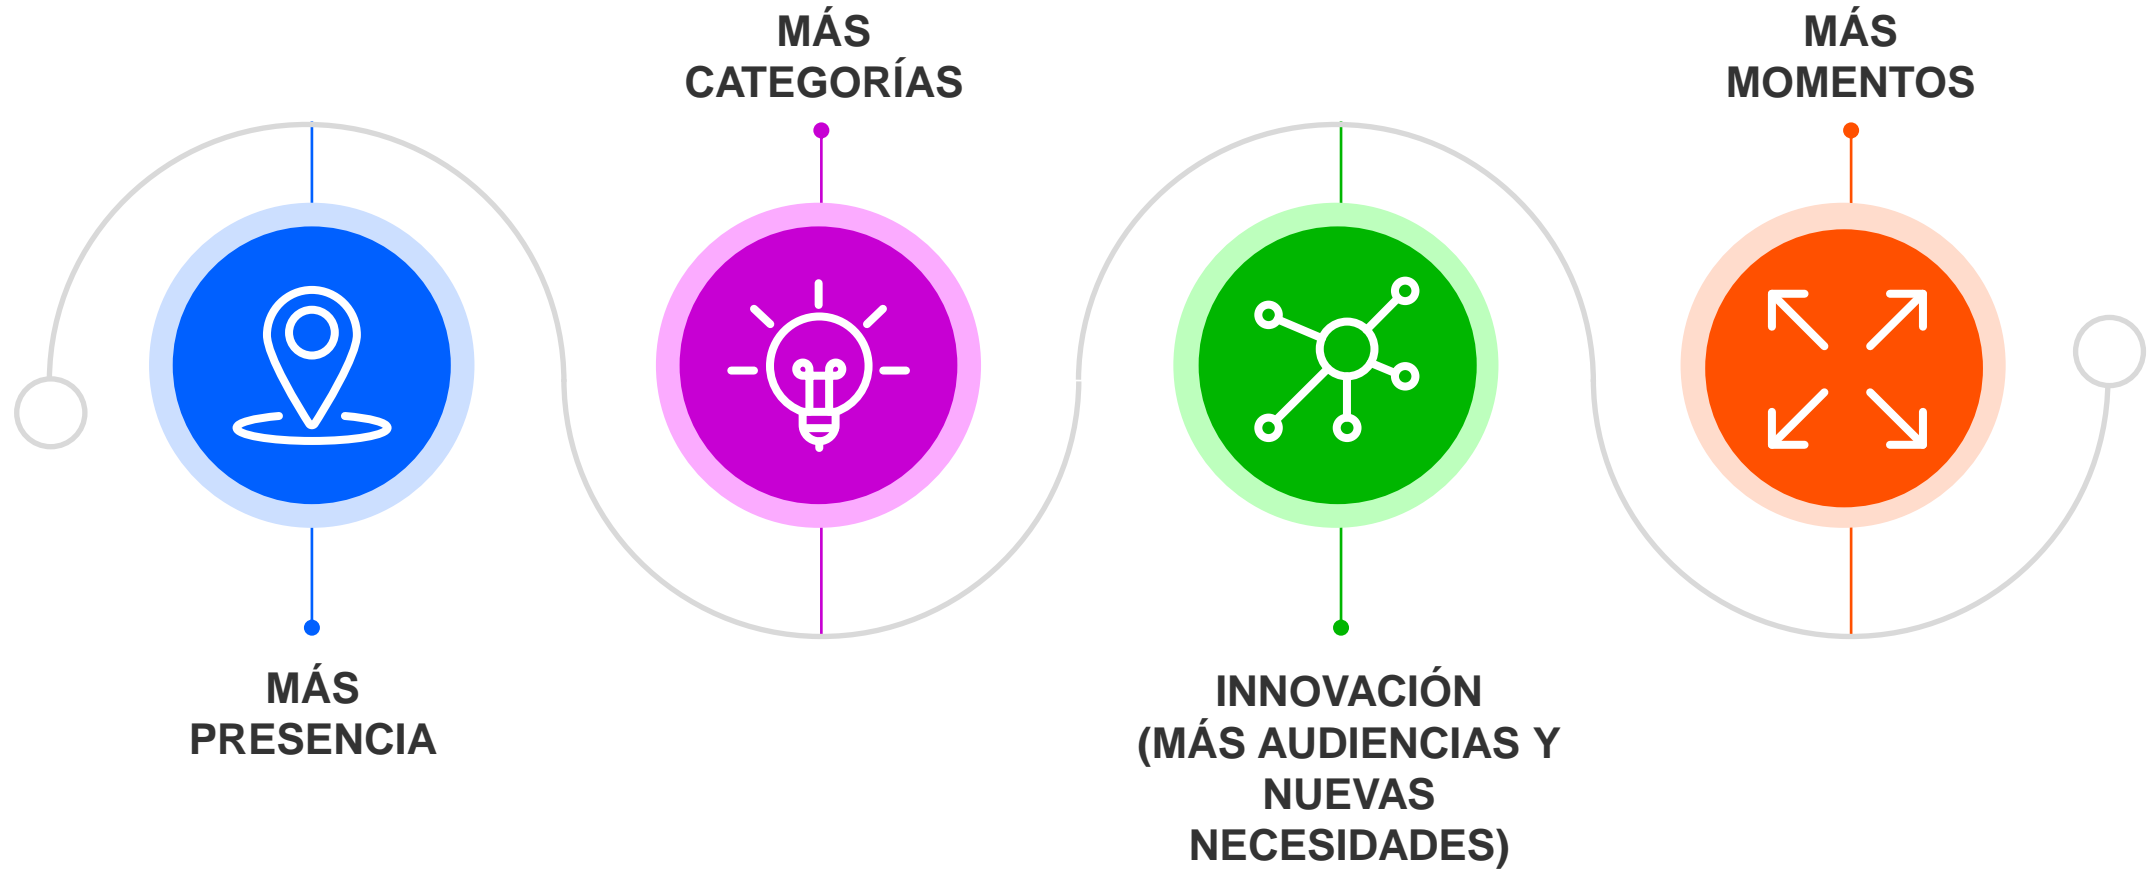 MÁS
PRESENCIA
MÁS
CATEGORÍAS
INNOVACIÓN
(MÁS AUDIENCIAS Y
NUEVAS
NECESIDADES)
MÁS
MOMENTOS